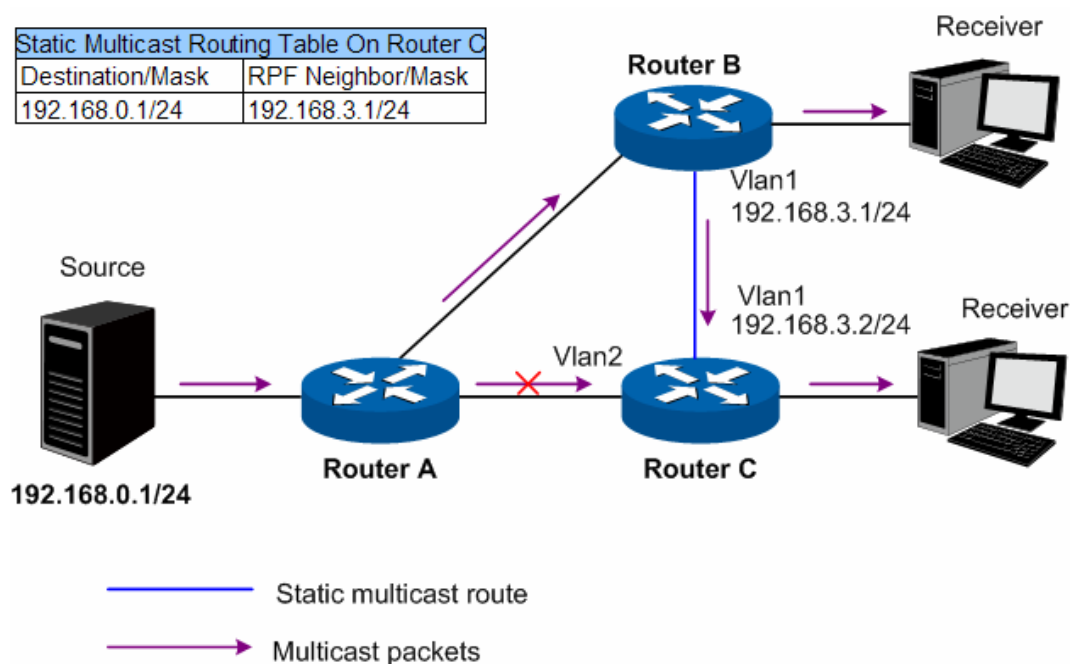 Static Multicast Routing Table On Router C
Destination/Mask RPF Neighbor/Mask
192.168.0.1/24 192.168.3.1/24
Receiver
Router B
Vlan1
192.168.3.1/24
Source
Vlan1
192.168.3.2/24
Receiver
Vlan2
Router A
Router C
192.168.0.1/24
Static multicast route
Multicast packets